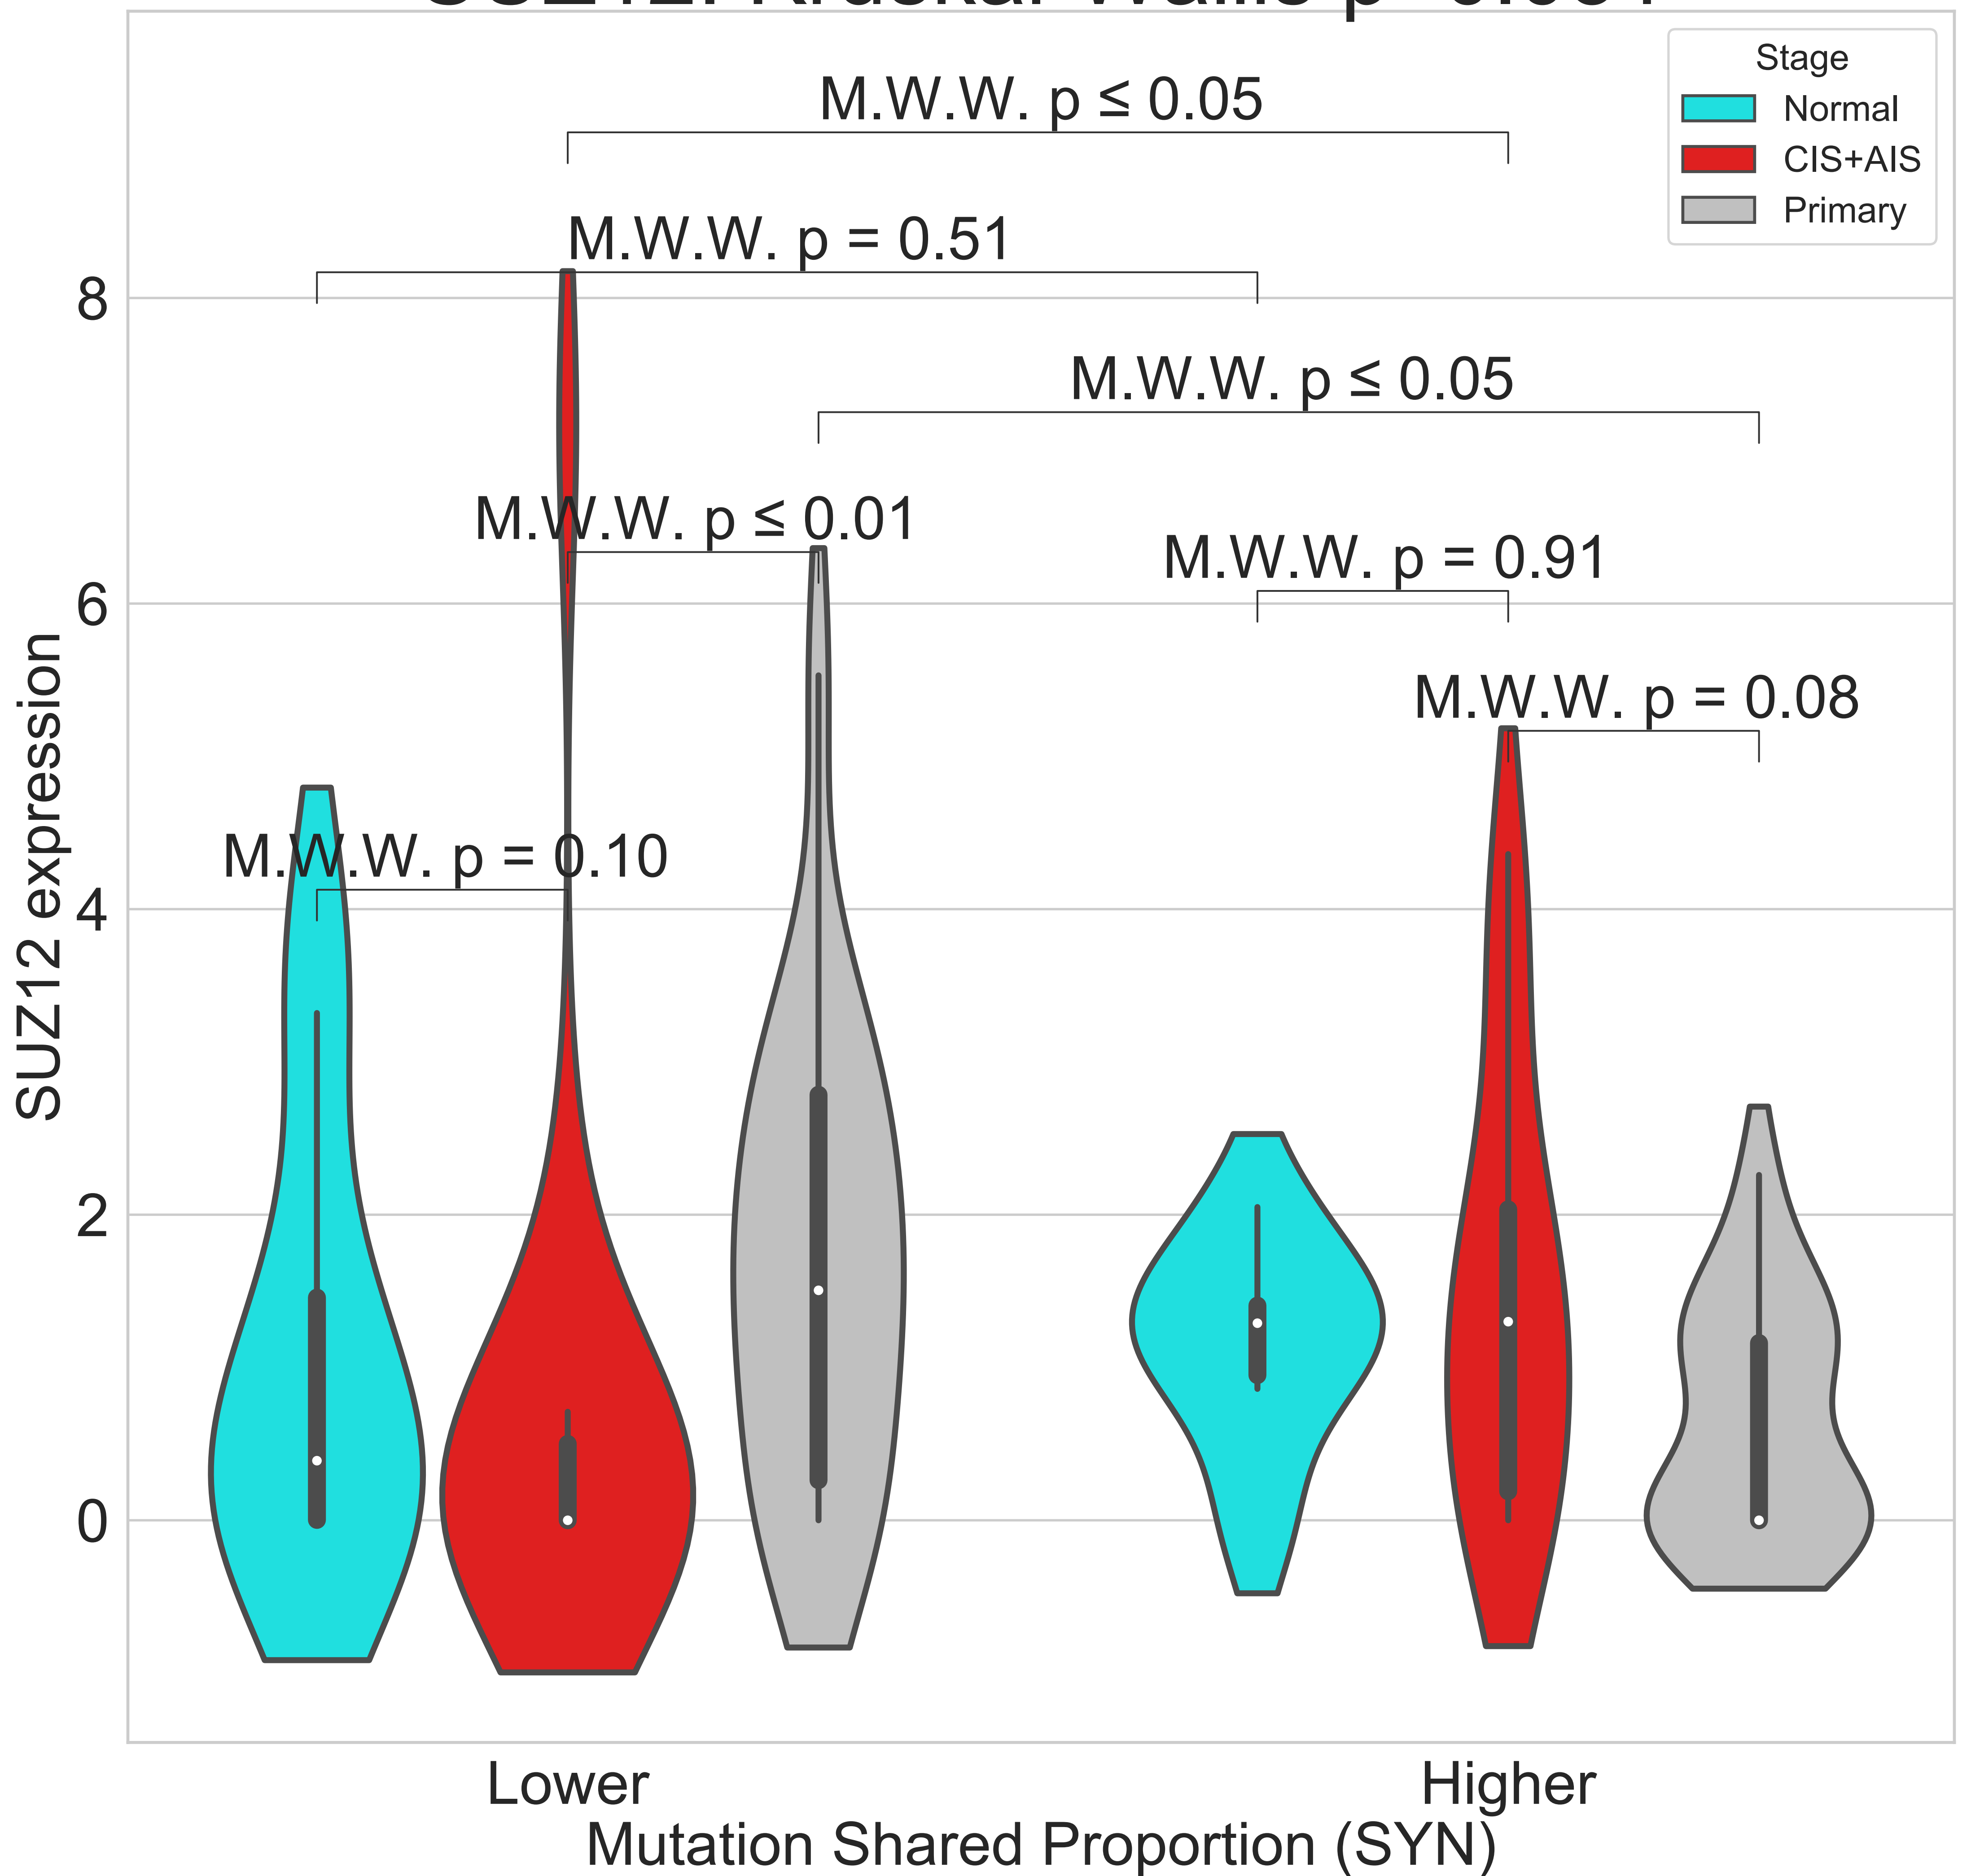 Stage
Normal
CIS+AIS
Primary
M.W.W. p ≤ 0.05
M.W.W. p = 0.51
M.W.W. p ≤ 0.05
M.W.W. p ≤ 0.01
M.W.W. p = 0.91
M.W.W. p = 0.08
M.W.W. p = 0.10
8
6
4
2
0
SUZ12 expression
Lower
Higher
Mutation Shared Proportion (SYN)